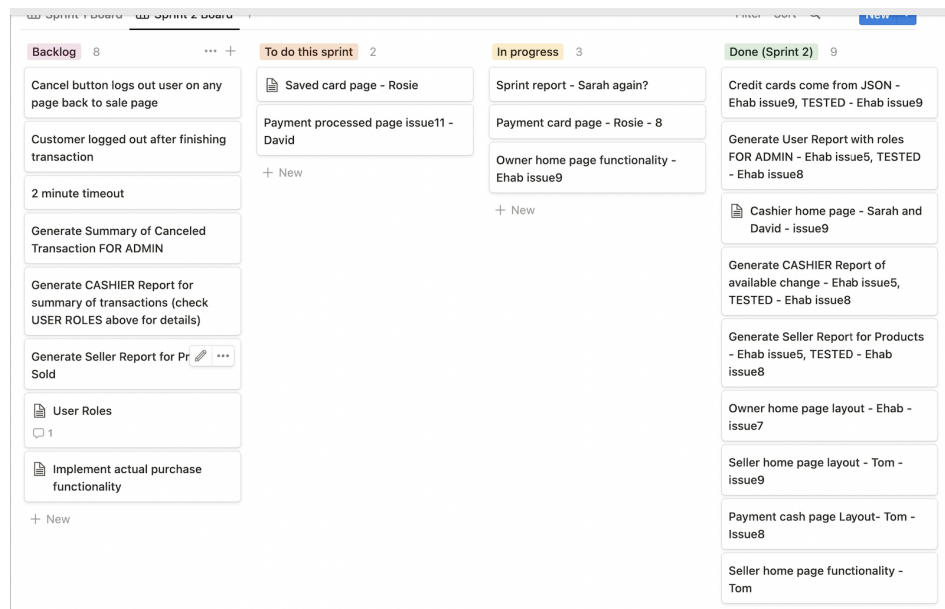 Sprint 1 Board Sprint 2 Board
Filter Sort New
Backlog 8
Cancel button logs out user on any
page back to sale page
Customer logged out after finishing
transaction
2 minute timeout
Generate Summary of Canceled
Transaction FOR ADMIN
Generate CASHIER Report for
summary of transactions (check
USER ROLES above for details)
Generate Seller Report for Pr
Sold
User Roles
1
Implement actual purchase
functionality
+ New
To do this sprint 2
Saved card page - Rosie
Payment processed page issue11 -
David
+ New
In progress 3
Sprint report - Sarah again?
Payment card page - Rosie - 8
Owner home page functionality -
Ehab issue9
+ New
Done (Sprint 2) 9
Credit cards come from JSON -
Ehab issue9, TESTED - Ehab issue9
Generate User Report with roles
FOR ADMIN - Ehab issue5, TESTED
- Ehab issue8
Cashier home page - Sarah and
David - issue9
Generate CASHIER Report of
available change - Ehab issue5,
TESTED - Ehab issue8
Generate Seller Report for Products
- Ehab issue5, TESTED - Ehab
issue8
Owner home page layout - Ehab -
issue7
Seller home page layout - Tom -
issue9
Payment cash page Layout- Tom -
Issue8
Seller home page functionality -
Tom